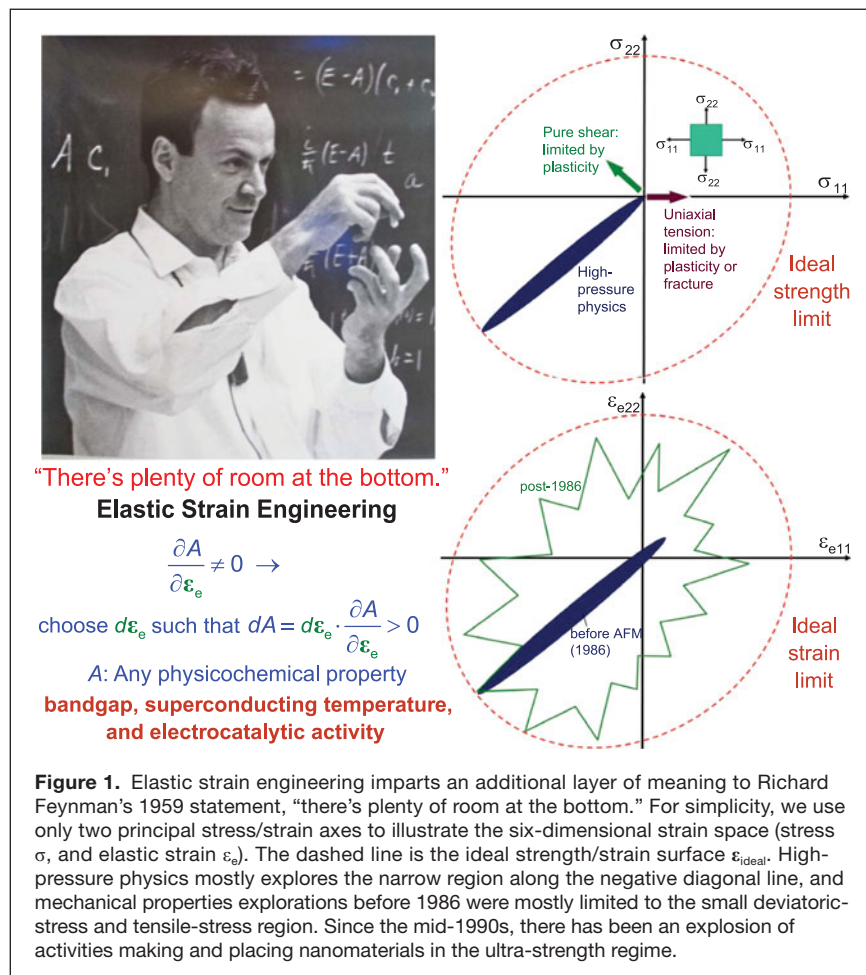 = (E-A)(C₁ + C₂
A C₁
(E-A) t
a
(E+A)
=1
σ22
σ22
σ11
σ11
σ22
Pure shear:
limited by
plasticity
σ11
Uniaxial
tension:
limited by
plasticity or
fracture
High-
pressure
physics
Ideal
strength
limit
“There’s plenty of room at the bottom.”
Elastic Strain Engineering
∂A/∂εe ≠ 0 →
choose dεe such that dA = dεe · ∂A/∂εe > 0
A: Any physicochemical property
bandgap, superconducting temperature,
and electrocatalytic activity
εe22
post-1986
εe11
before AFM
(1986)
Ideal
strain
limit
Figure 1. Elastic strain engineering imparts an additional layer of meaning to Richard
Feynman’s 1959 statement, “there’s plenty of room at the bottom.” For simplicity, we use
only two principal stress/strain axes to illustrate the six-dimensional strain space (stress
σ, and elastic strain εe). The dashed line is the ideal strength/strain surface εideal. High-
pressure physics mostly explores the narrow region along the negative diagonal line, and
mechanical properties explorations before 1986 were mostly limited to the small deviatoric-
stress and tensile-stress region. Since the mid-1990s, there has been an explosion of
activities making and placing nanomaterials in the ultra-strength regime.